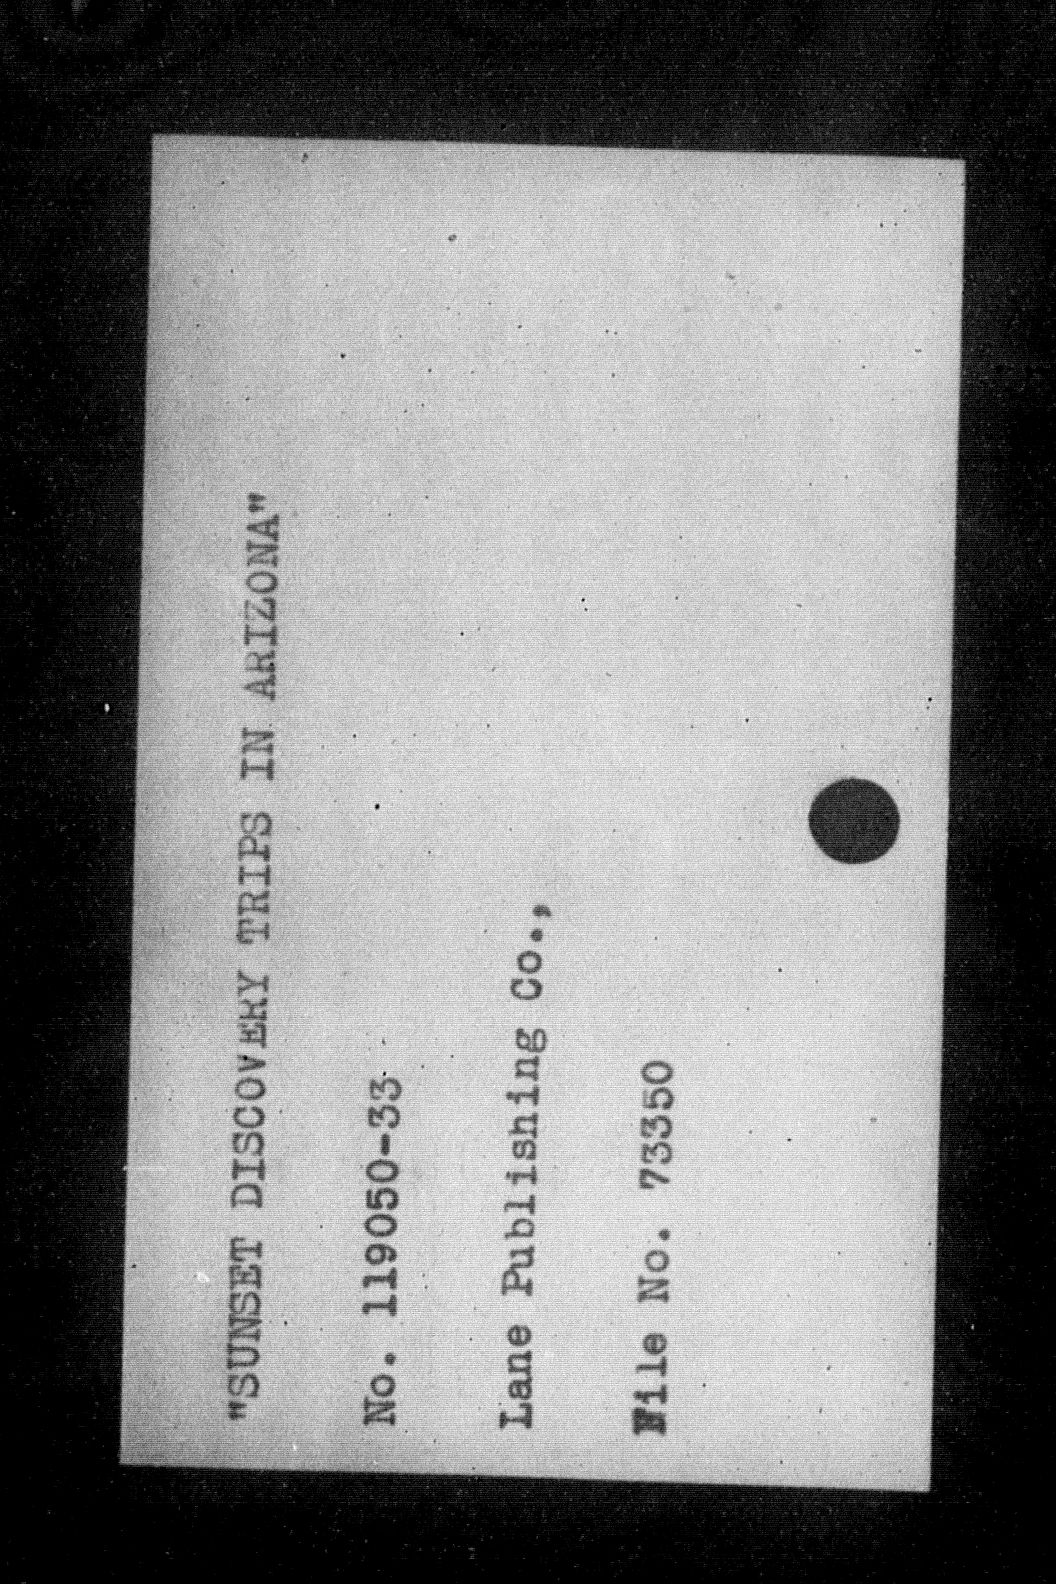 "SUNSET DISCOVERY TRIPS IN ARIZONA"
No. 119050-33
Lane Publishing Co.,
File No. 73350